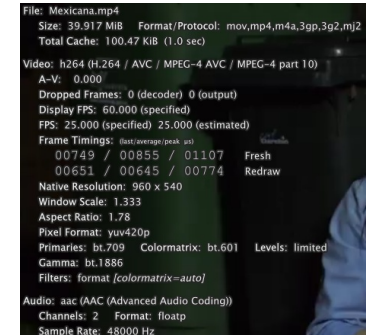 File: Mexicana.mp4
Size: 39.917 MiB Format/Protocol: mov,mp4,m4a,3gp,3g2,mj2
Total Cache: 100.47 KiB (1.0 sec)
Video: h264 (H.264 / AVC / MPEG-4 AVC / MPEG-4 part 10)
A-V: 0.000
Dropped Frames: 0 (decoder) 0 (output)
Display FPS: 60.000 (specified)
FPS: 25.000 (specified) 25.000 (estimated)
Frame Timings: (last/average/peak μs)
00749 / 00855 / 01107 Fresh
00651 / 00645 / 00774 Redraw
Native Resolution: 960 x 540
Window Scale: 1.333
Aspect Ratio: 1.78
Pixel Format: yuv420p
Primaries: bt.709 Colormatrix: bt.601 Levels: limited
Gamma: bt.1886
Filters: format [colormatrix=auto]
Audio: aac (AAC (Advanced Audio Coding))
Channels: 2 Format: floatp
Sample Rate: 48000 Hz